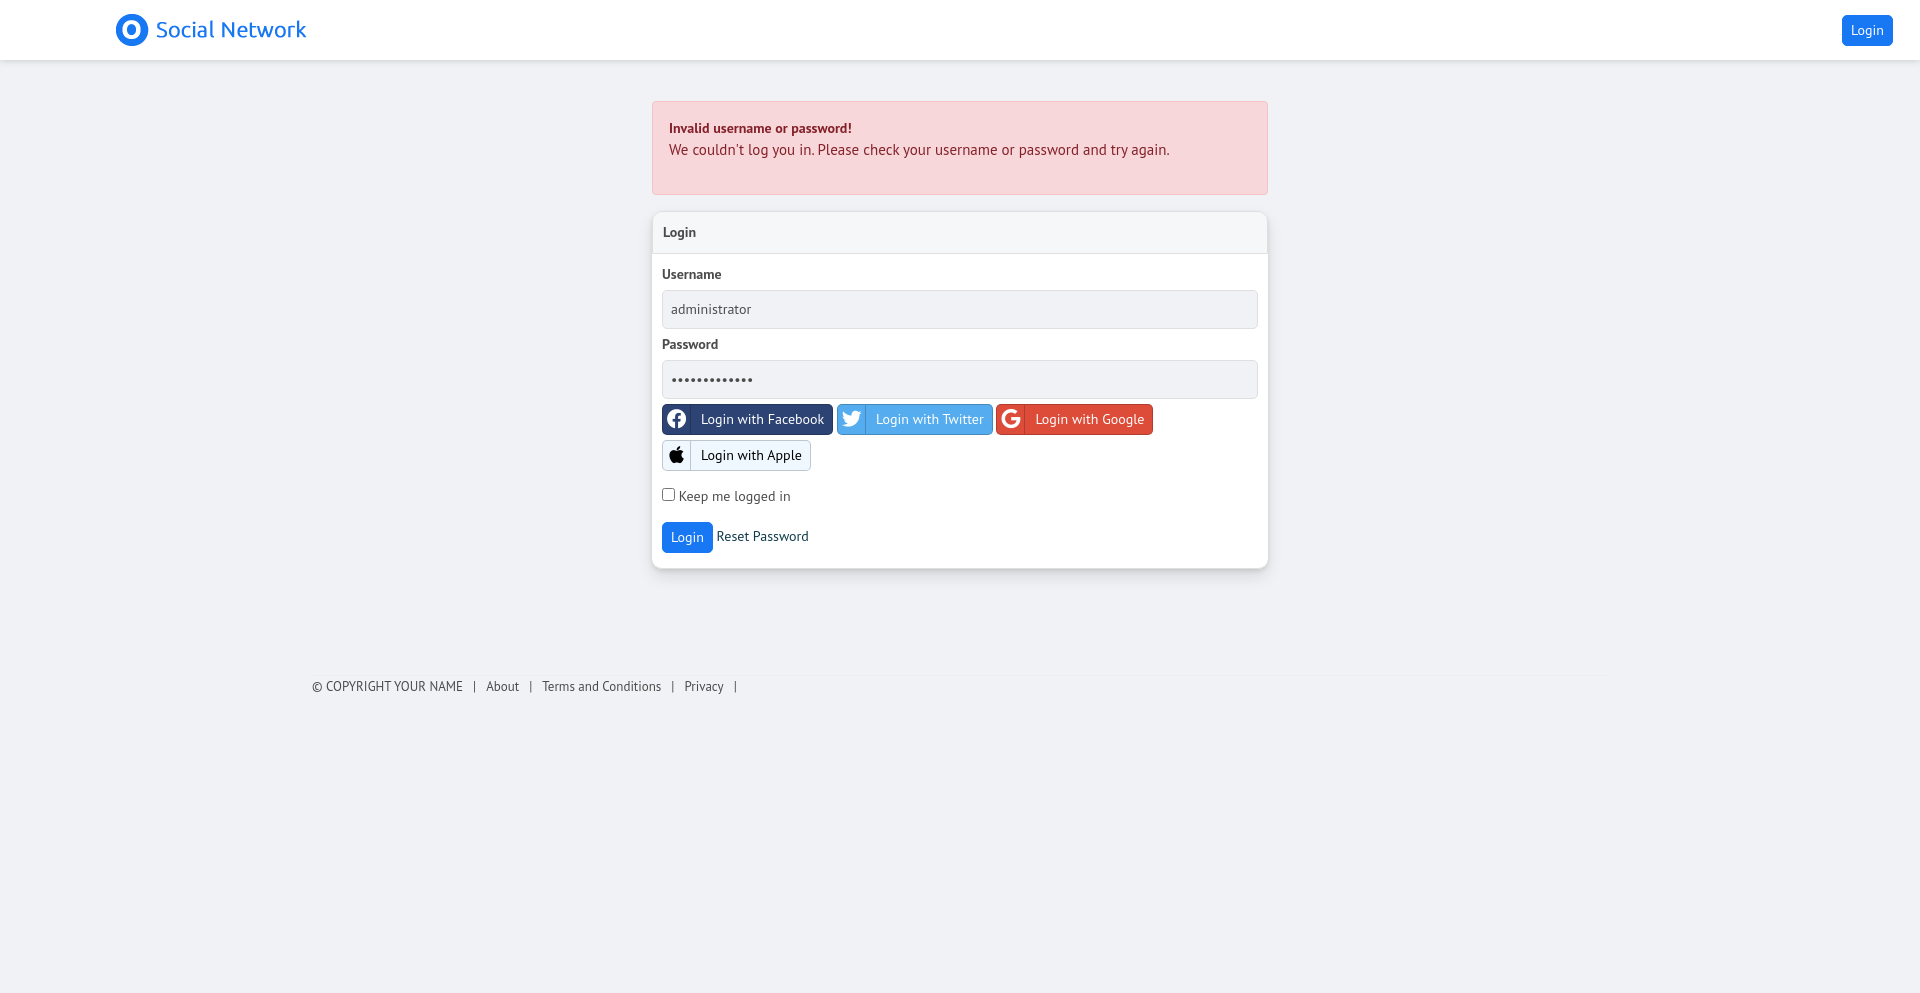 Social Network
Login
Invalid username or password!
We couldn't log you in. Please check your username or password and try again.
Login
Username
administrator
Password
•••••••••••••
Login with Facebook
Login with Twitter
Login with Google
Login with Apple
Keep me logged in
Login Reset Password
© COPYRIGHT YOUR NAME | About | Terms and Conditions | Privacy |